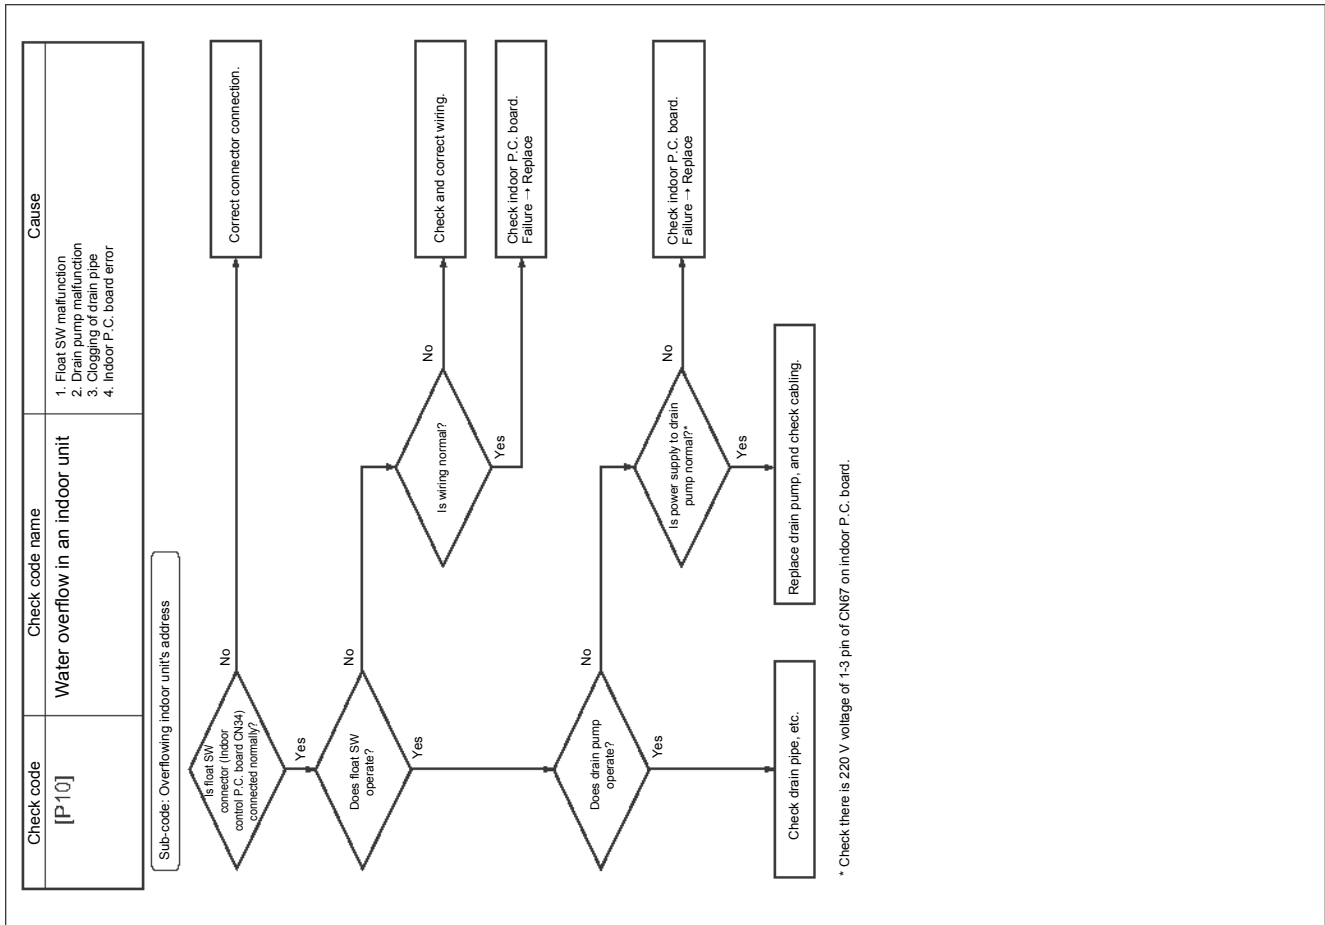 Check code
Check code name
Cause
[P10]
Water overflow in an indoor unit
1. Float SW malfunction
2. Drain pump malfunction
3. Clogging of drain pipe
4. Indoor P.C. board error
Sub-code: Overflowing indoor unit's address
Is float SW
connector (Indoor
control P.C. board CN34)
connected normally?
No
Correct connector connection.
Yes
Does float SW
operate?
No
Is wiring normal?
No
Check and correct wiring.
Yes
Check indoor P.C. board.
Failure → Replace
Yes
Does drain pump
operate?
No
Is power supply to drain
pump normal?*
No
Check indoor P.C. board.
Failure → Replace
Yes
Yes
Check drain pipe, etc.
Replace drain pump, and check cabling.
* Check there is 220 V voltage of 1-3 pin of CN67 on indoor P.C. board.